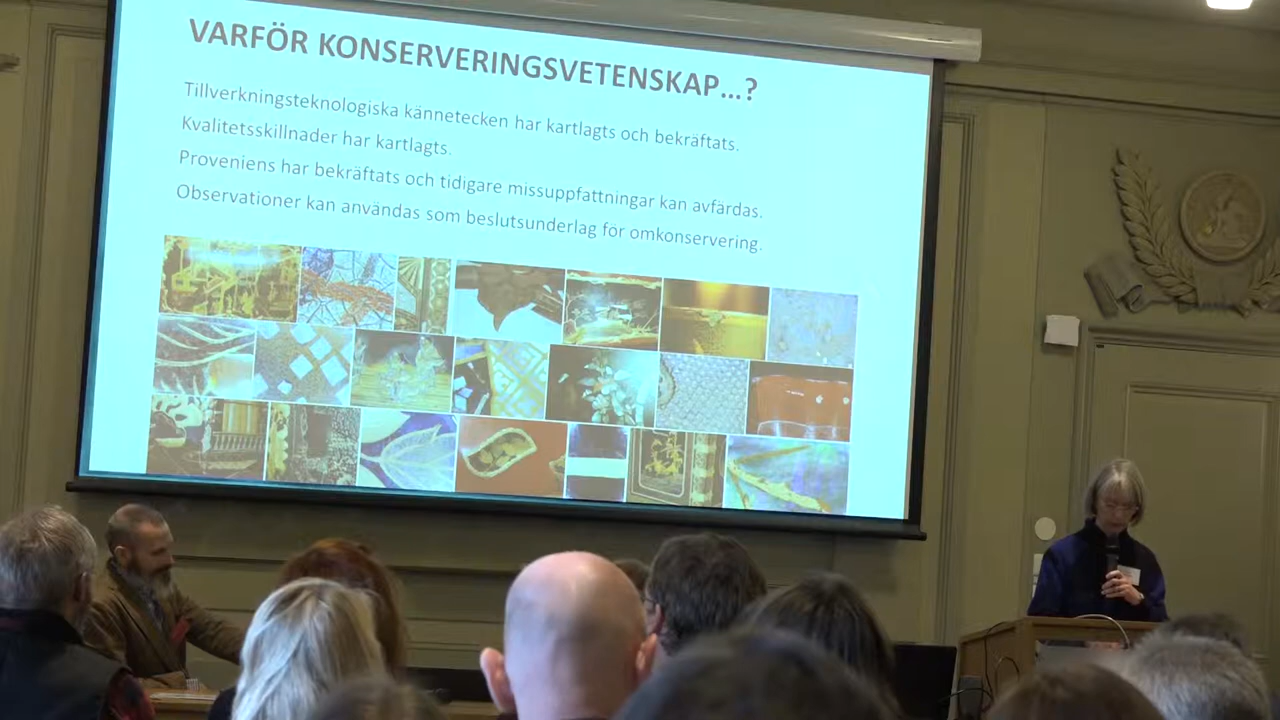 VARFÖR KONSERVERINGSVETENSKAP...?
Tillverkningsteknologiska kännetecken har kartlagts och bekräftats.
Kvalitetsskillnader har kartlagts.
Proveniens har bekräftats och tidigare missuppfattningar kan avfärdas.
Observationer kan användas som beslutsunderlag för omkonservering.